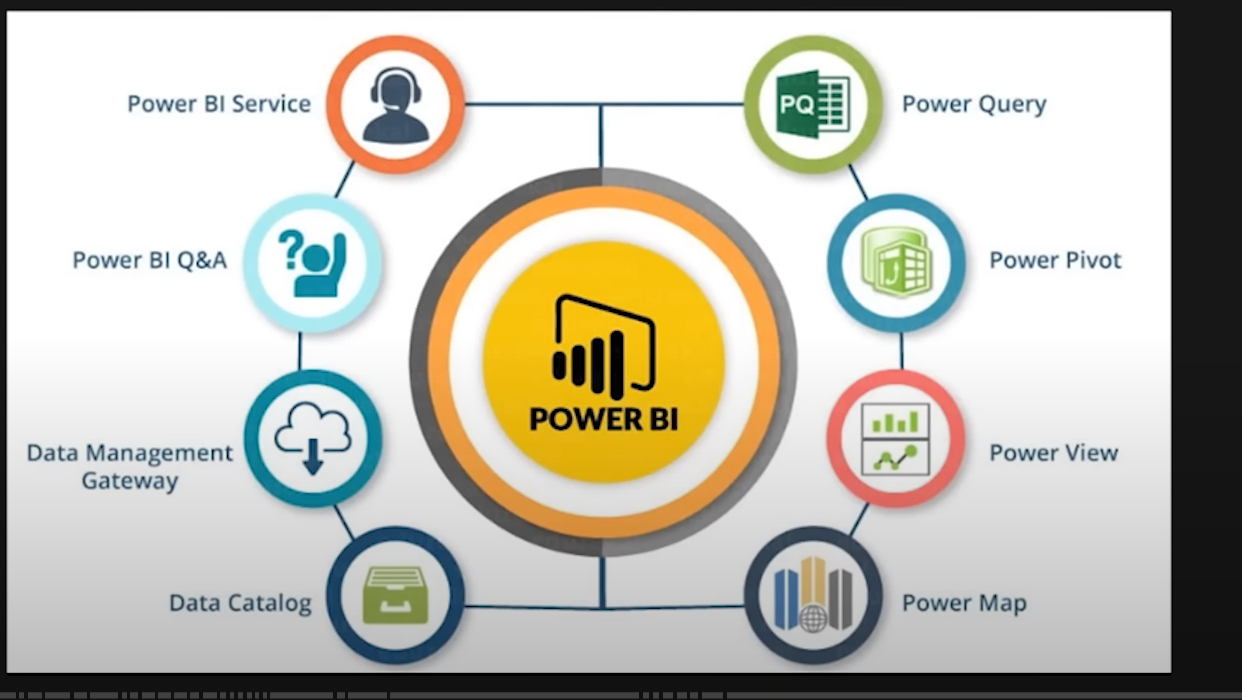 Power BI Service
Power Query
PQ
Power BI Q&A
?
Power Pivot
POWER BI
Data Management
Gateway
Power View
Data Catalog
Power Map